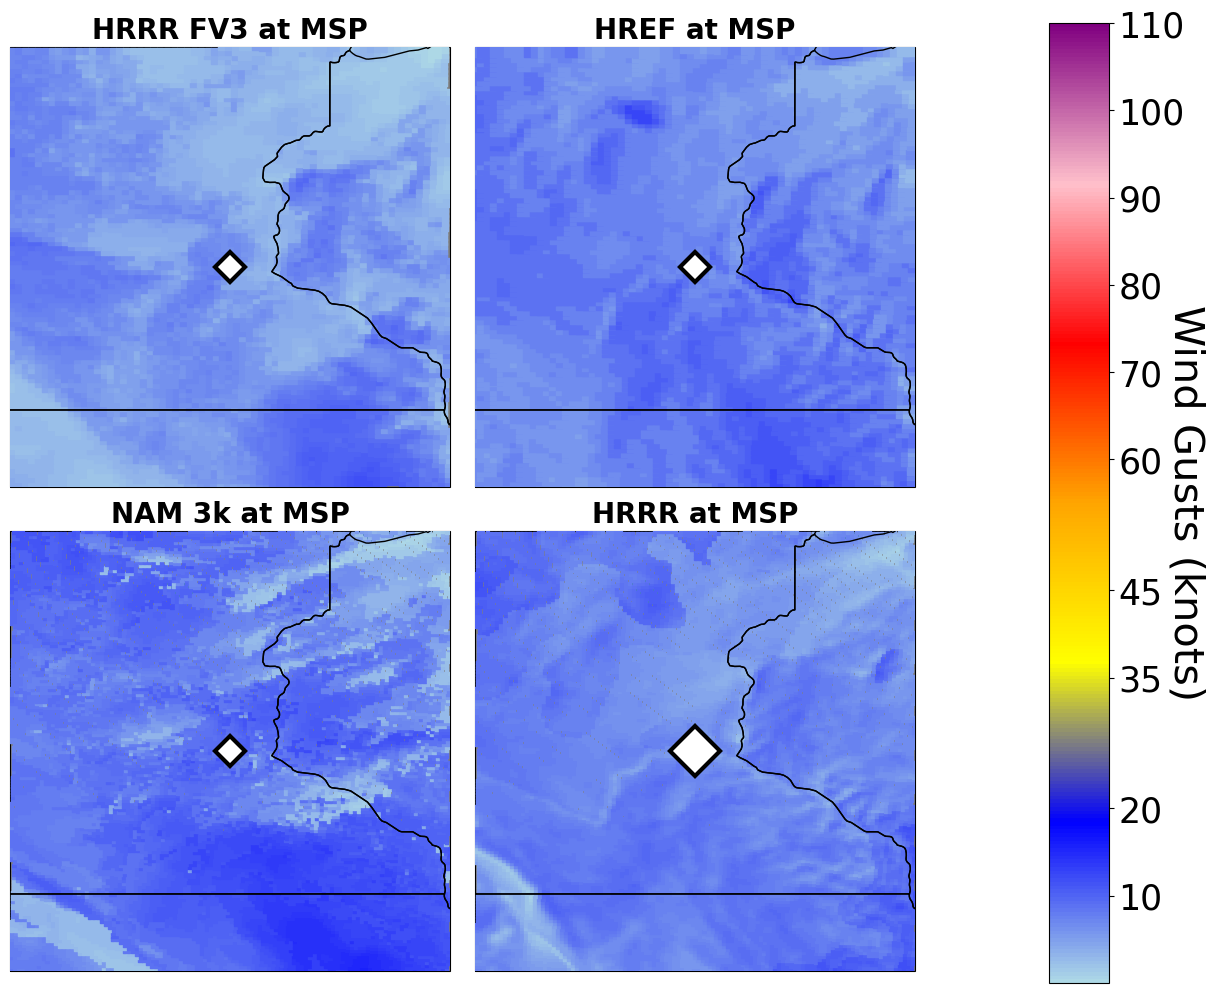 HRRR FV3 at MSP
HREF at MSP
NAM 3k at MSP
HRRR at MSP
110
100
90
80
70
60
45
35
20
10
Wind Gusts (knots)